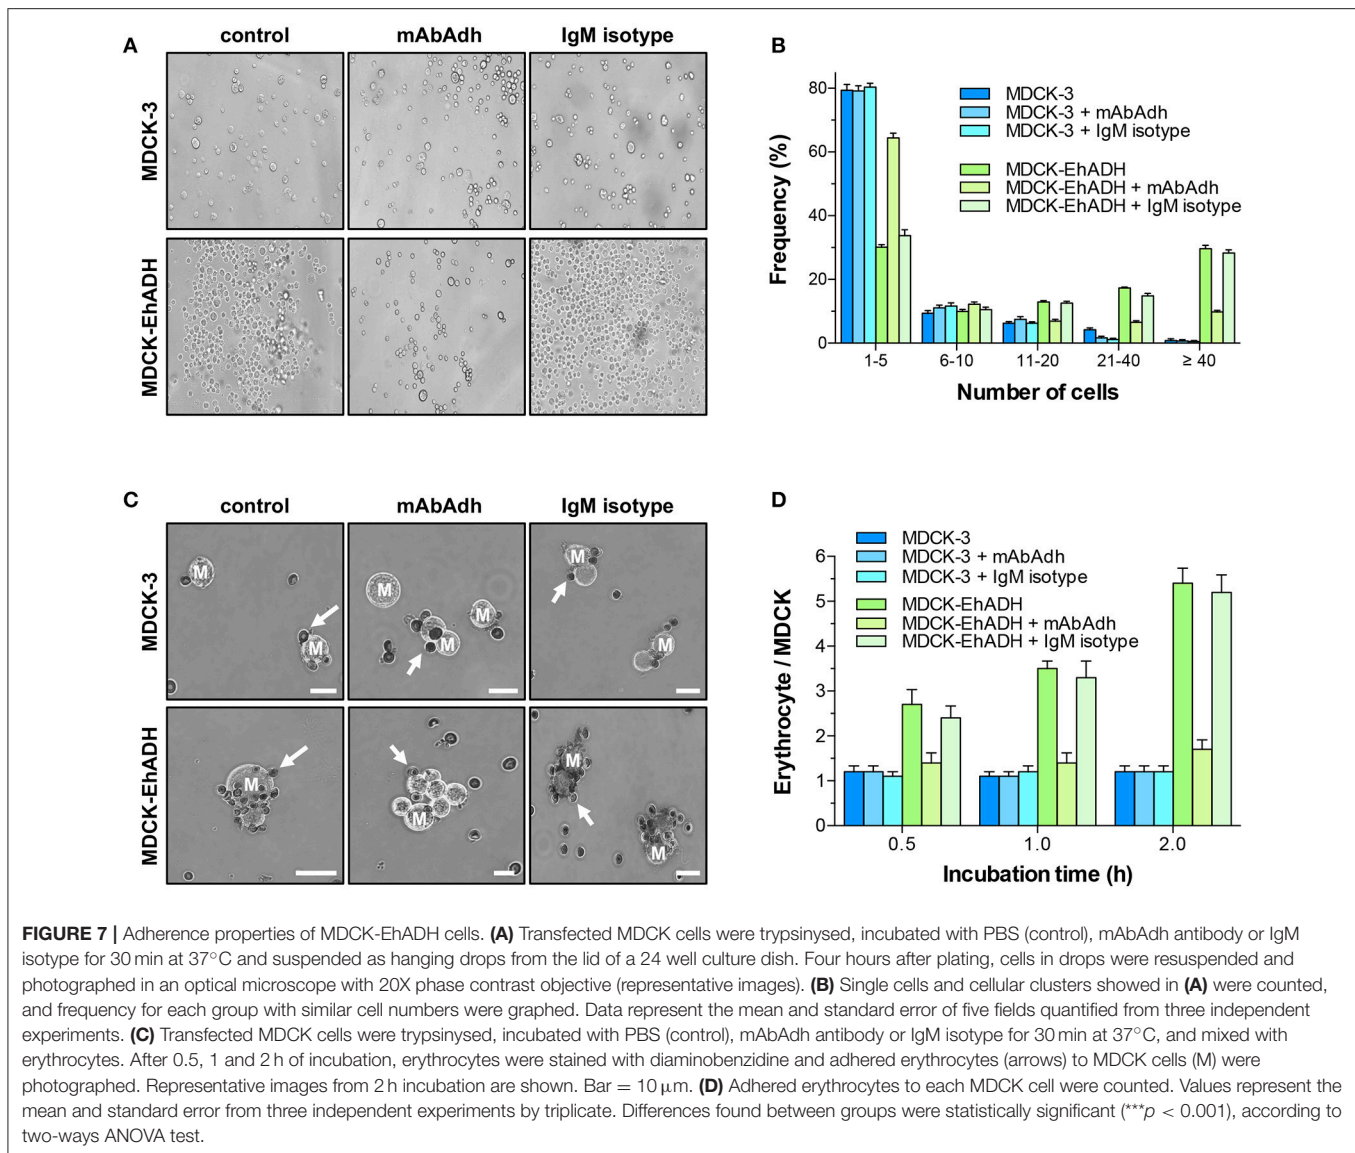 A
control
mAbAdh
IgM isotype
MDCK-3
MDCK-EhADH
B
Frequency (%)
80
60
40
20
0
MDCK-3
MDCK-3 + mAbAdh
MDCK-3 + IgM isotype
MDCK-EhADH
MDCK-EhADH + mAbAdh
MDCK-EhADH + IgM isotype
1-5
6-10
11-20
21-40
≥ 40
Number of cells
C
control
mAbAdh
IgM isotype
MDCK-3
M
M
M
M
M
M
M
MDCK-EhADH
M
M
M
M
D
Erythrocyte / MDCK
6
5
4
3
2
1
0
MDCK-3
MDCK-3 + mAbAdh
MDCK-3 + IgM isotype
MDCK-EhADH
MDCK-EhADH + mAbAdh
MDCK-EhADH + IgM isotype
0.5
1.0
2.0
Incubation time (h)
FIGURE 7 | Adherence properties of MDCK-EhADH cells. (A) Transfected MDCK cells were trypsinysed, incubated with PBS (control), mAbAdh antibody or IgM
isotype for 30 min at 37°C and suspended as hanging drops from the lid of a 24 well culture dish. Four hours after plating, cells in drops were resuspended and
photographed in an optical microscope with 20X phase contrast objective (representative images). (B) Single cells and cellular clusters showed in (A) were counted,
and frequency for each group with similar cell numbers were graphed. Data represent the mean and standard error of five fields quantified from three independent
experiments. (C) Transfected MDCK cells were trypsinysed, incubated with PBS (control), mAbAdh antibody or IgM isotype for 30 min at 37°C, and mixed with
erythrocytes. After 0.5, 1 and 2 h of incubation, erythrocytes were stained with diaminobenzidine and adhered erythrocytes (arrows) to MDCK cells (M) were
photographed. Representative images from 2 h incubation are shown. Bar = 10 μm. (D) Adhered erythrocytes to each MDCK cell were counted. Values represent the
mean and standard error from three independent experiments by triplicate. Differences found between groups were statistically significant (***p < 0.001), according to
two-ways ANOVA test.